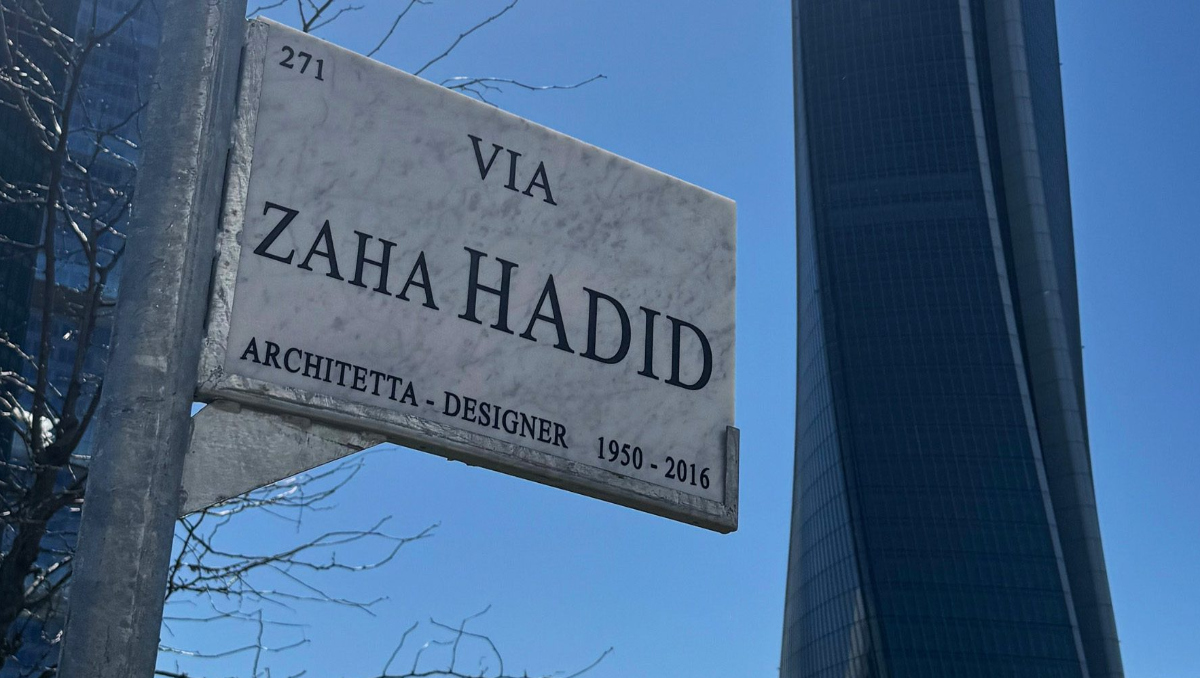 271
VIA
ZAHA HADID
ARCHITETTA - DESIGNER 1950 - 2016